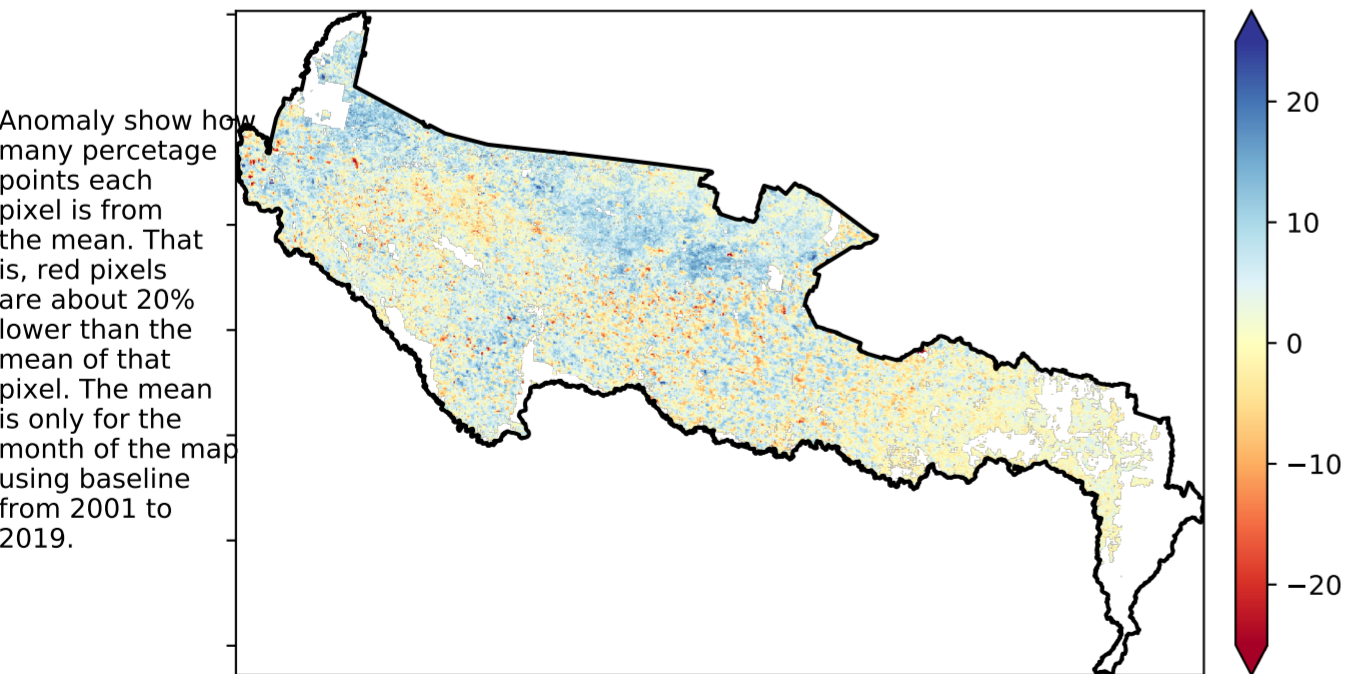 Anomaly show how
many percetage
points each
pixel is from
the mean. That
is, red pixels
are about 20%
lower than the
mean of that
pixel. The mean
is only for the
month of the map
using baseline
from 2001 to
2019.
20
10
0
−10
−20